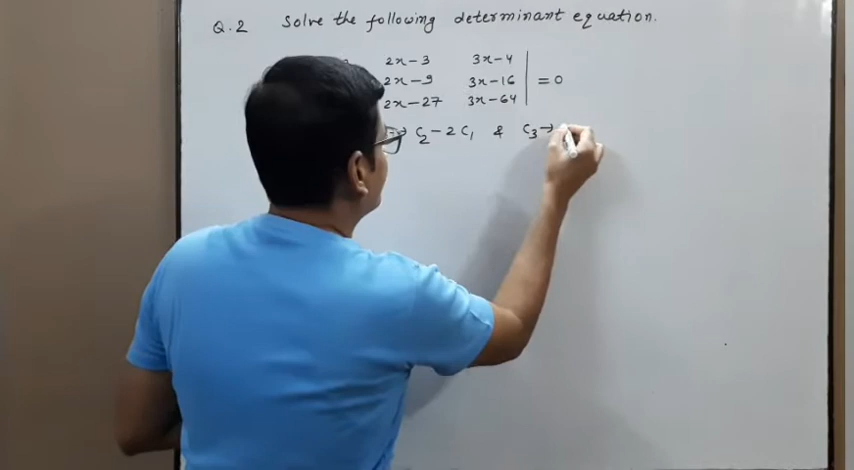 Q.2 Solve the following determinant equation.
2x-3 3x-4
2x-9 3x-16 = 0
2x-27 3x-64
→ C₂ - 2C₁ & C₃ →